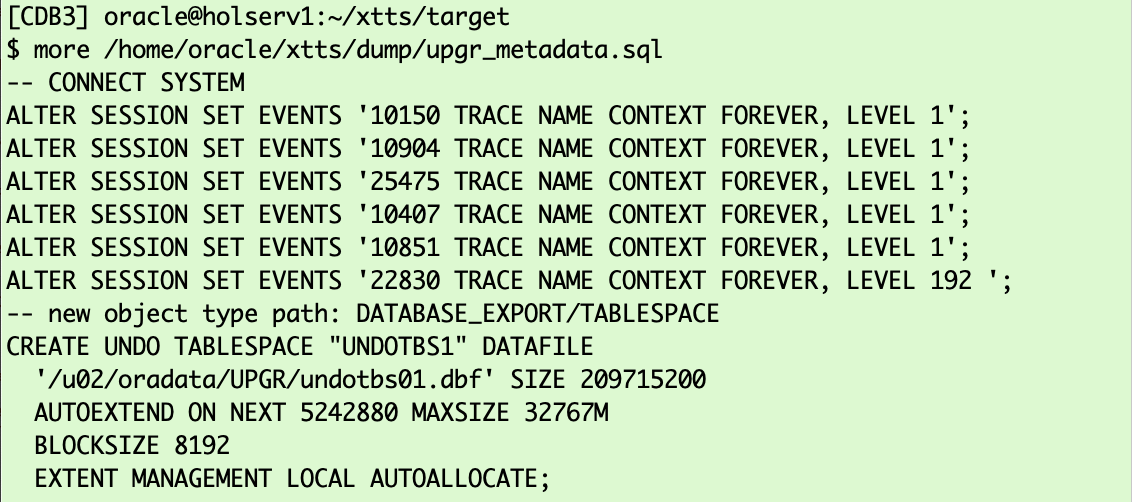 [CDB3] oracle@holserv1:~/xtts/target
$ more /home/oracle/xtts/dump/upgr_metadata.sql
-- CONNECT SYSTEM
ALTER SESSION SET EVENTS '10150 TRACE NAME CONTEXT FOREVER, LEVEL 1';
ALTER SESSION SET EVENTS '10904 TRACE NAME CONTEXT FOREVER, LEVEL 1';
ALTER SESSION SET EVENTS '25475 TRACE NAME CONTEXT FOREVER, LEVEL 1';
ALTER SESSION SET EVENTS '10407 TRACE NAME CONTEXT FOREVER, LEVEL 1';
ALTER SESSION SET EVENTS '10851 TRACE NAME CONTEXT FOREVER, LEVEL 1';
ALTER SESSION SET EVENTS '22830 TRACE NAME CONTEXT FOREVER, LEVEL 192 ';
-- new object type path: DATABASE_EXPORT/TABLESPACE
CREATE UNDO TABLESPACE "UNDOTBS1" DATAFILE
  '/u02/oradata/UPGR/undotbs01.dbf' SIZE 209715200
  AUTOEXTEND ON NEXT 5242880 MAXSIZE 32767M
  BLOCKSIZE 8192
  EXTENT MANAGEMENT LOCAL AUTOALLOCATE;